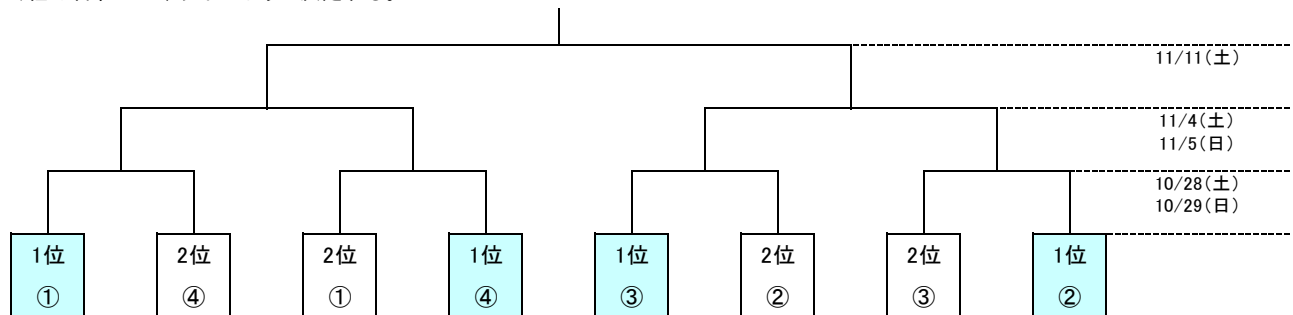 11/11(土)
11/4(土)
11/5(日)
10/28(土)
10/29(日)
1位 2位 2位 1位 1位 2位 2位 1位
① ④ ① ④ ③ ② ③ ②